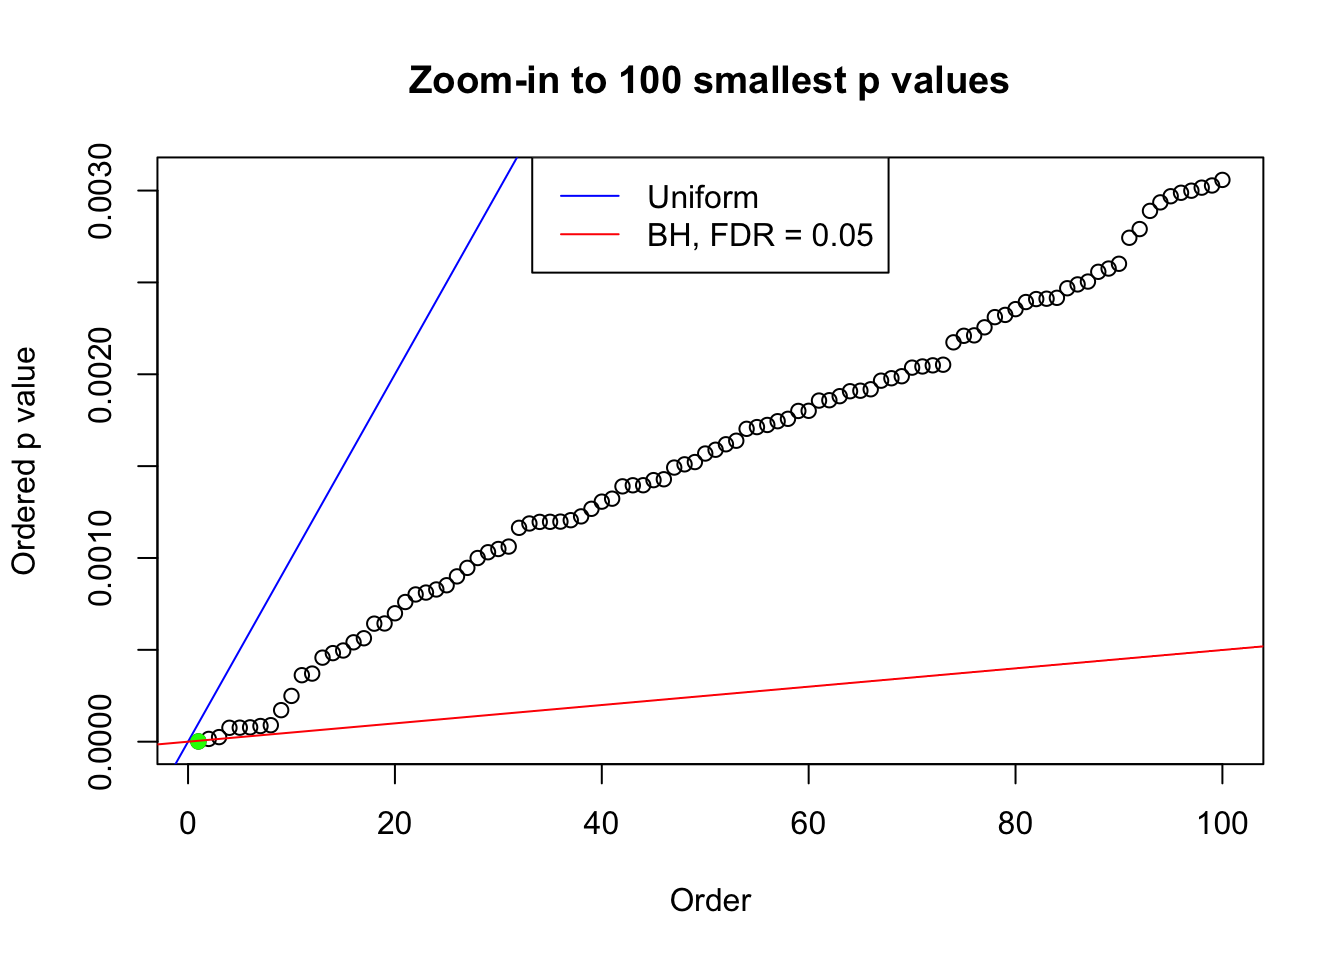 Zoom-in to 100 smallest p values
Uniform
BH, FDR = 0.05
Ordered p value
0.0030
0.0020
0.0010
0.0000
0 20 40 60 80 100
Order